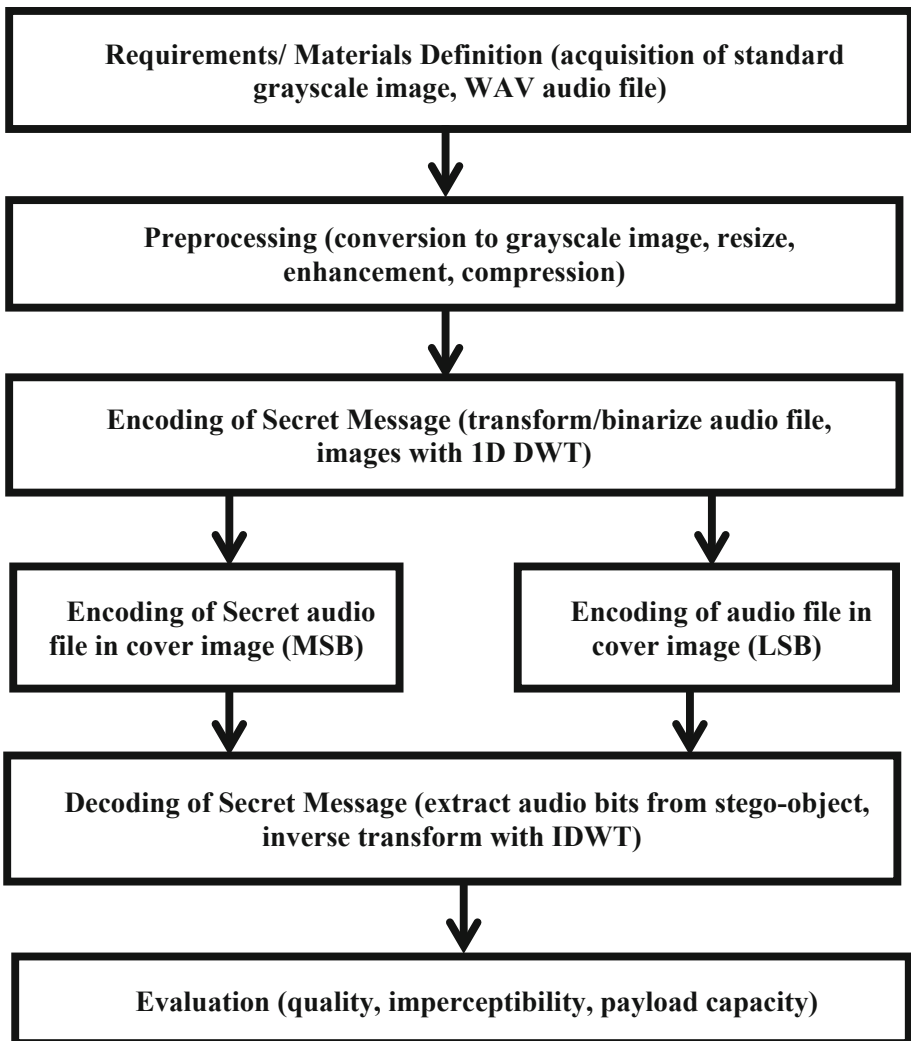 Requirements/ Materials Definition (acquisition of standard
grayscale image, WAV audio file)
Preprocessing (conversion to grayscale image, resize,
enhancement, compression)
Encoding of Secret Message (transform/binarize audio file,
images with 1D DWT)
Encoding of Secret audio
file in cover image (MSB)
Encoding of audio file in
cover image (LSB)
Decoding of Secret Message (extract audio bits from stego-object,
inverse transform with IDWT)
Evaluation (quality, imperceptibility, payload capacity)